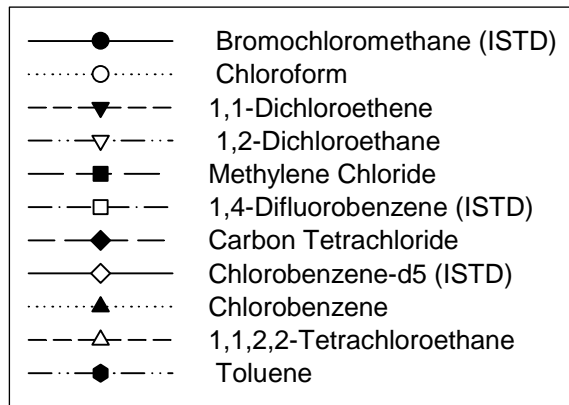 Bromochloromethane (ISTD)
Chloroform
1,1-Dichloroethene
1,2-Dichloroethane
Methylene Chloride
1,4-Difluorobenzene (ISTD)
Carbon Tetrachloride
Chlorobenzene-d5 (ISTD)
Chlorobenzene
1,1,2,2-Tetrachloroethane
Toluene